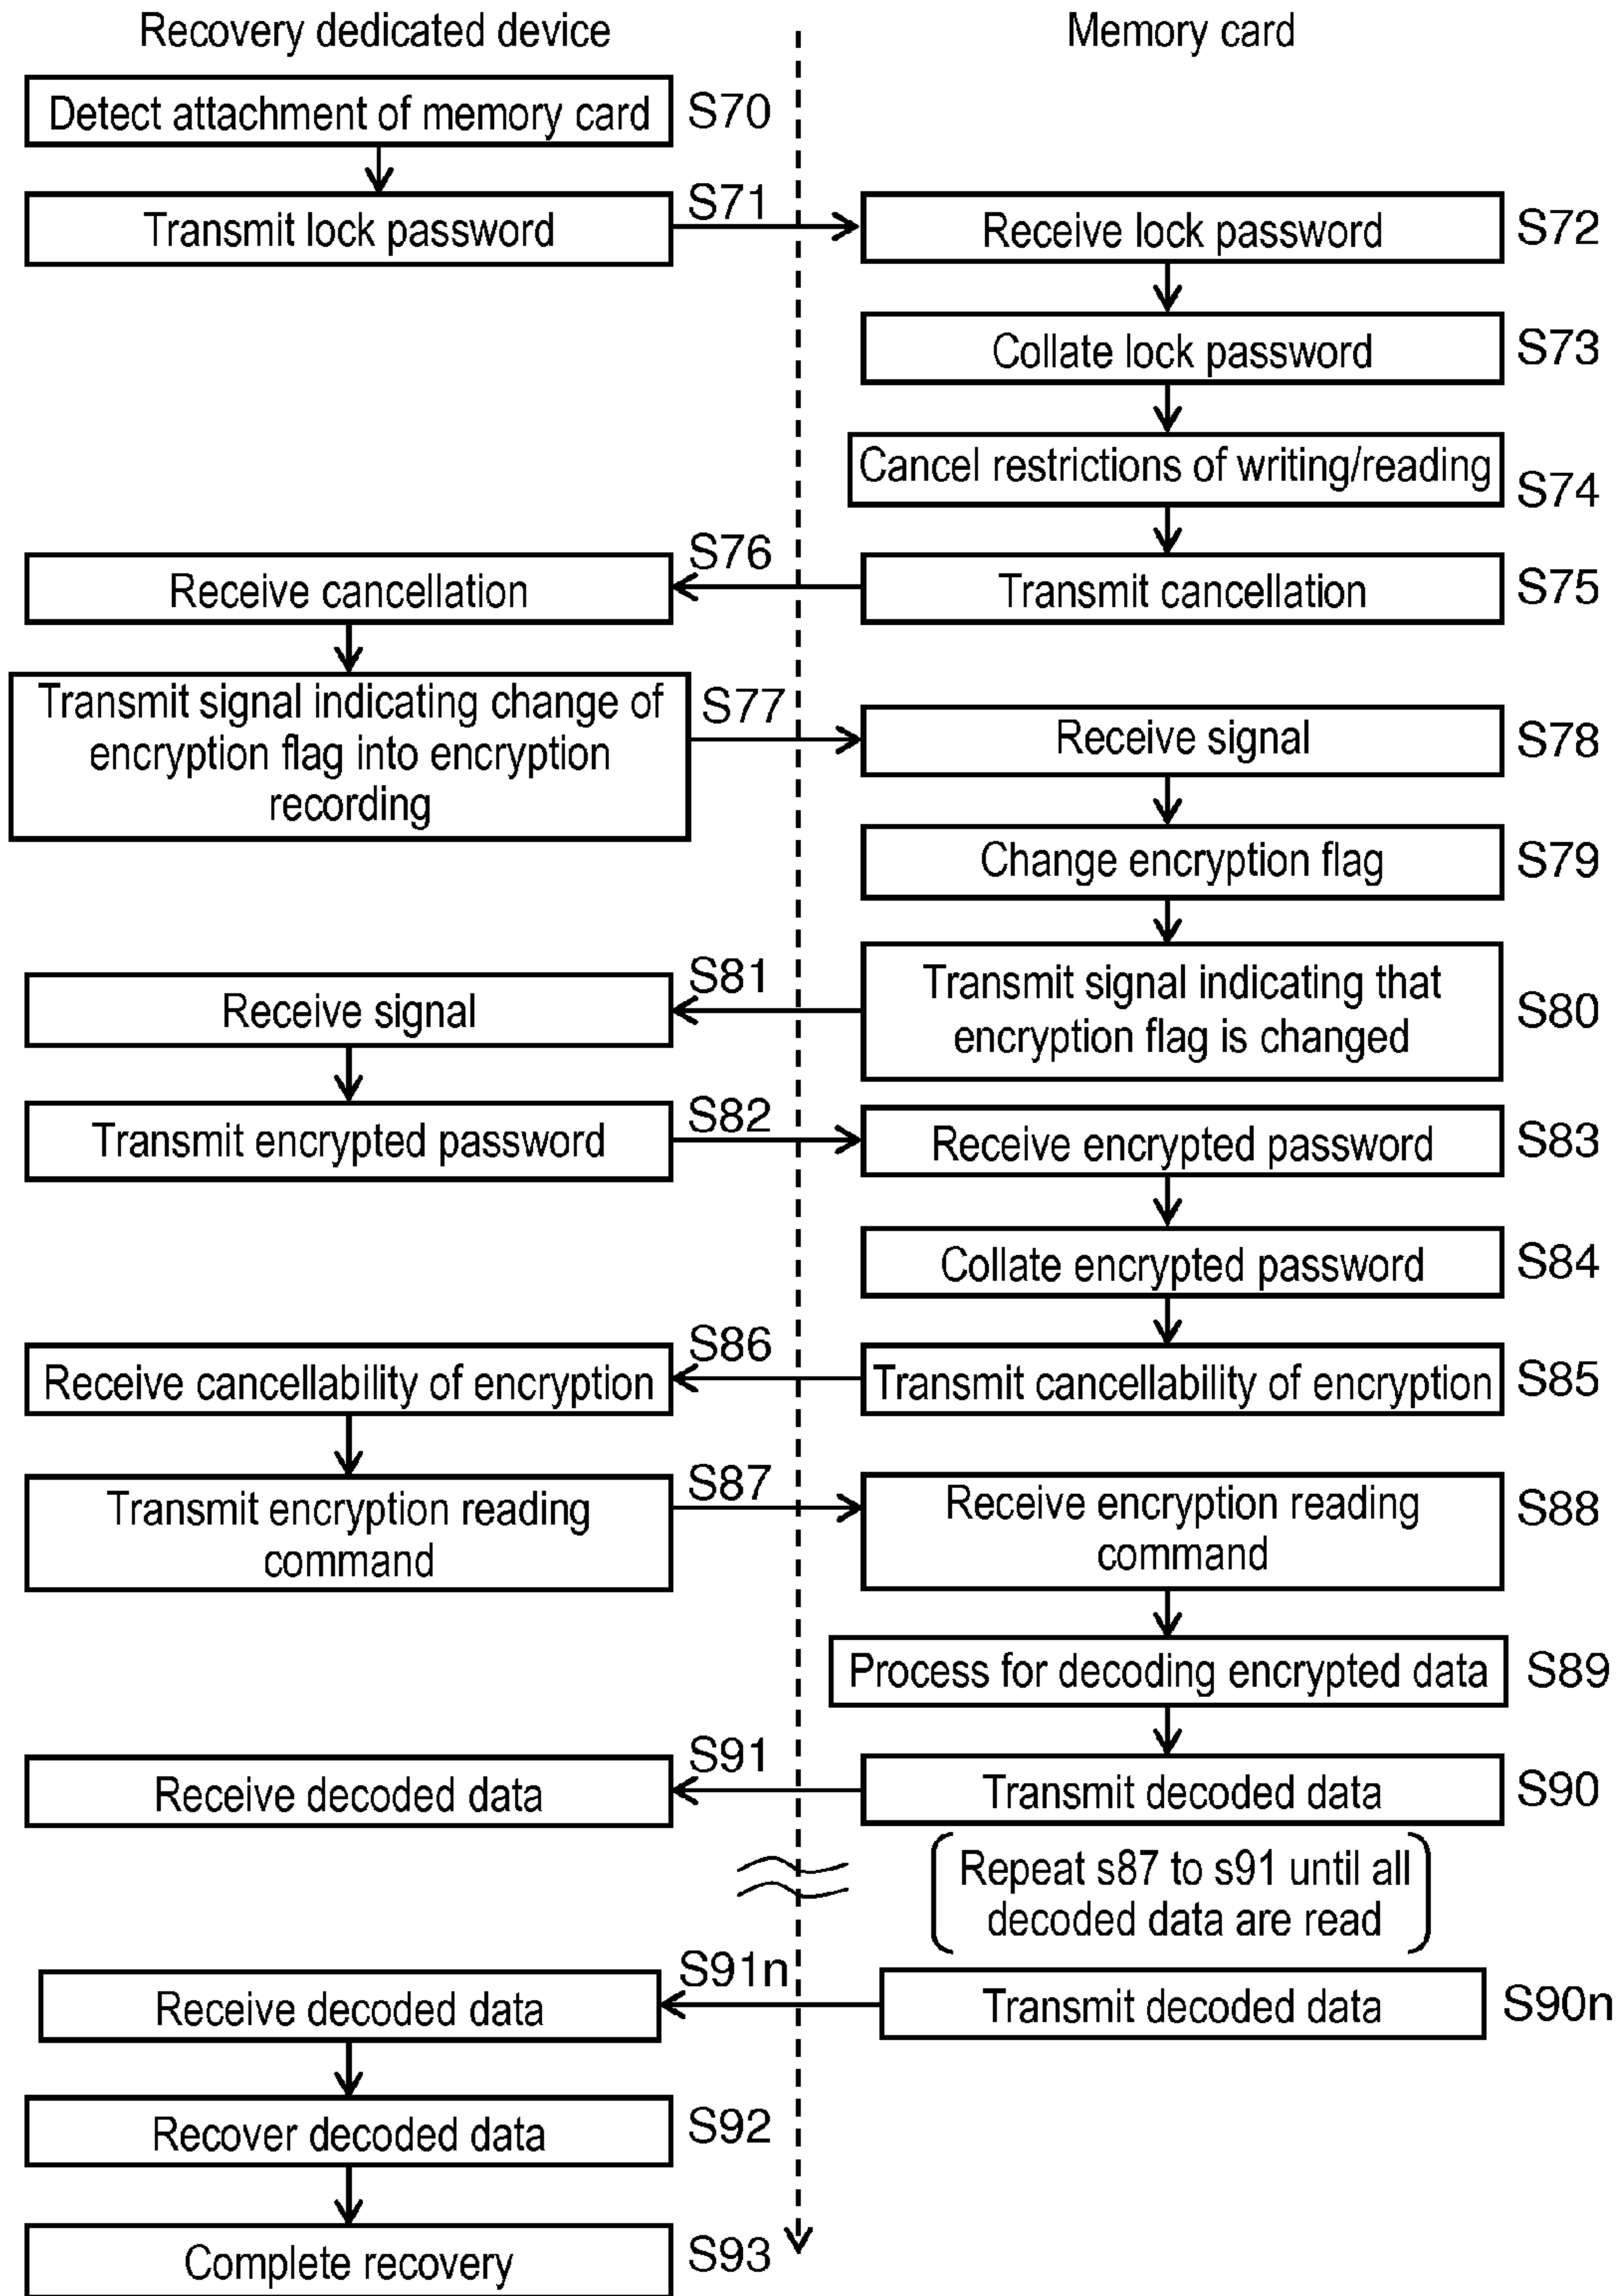 Recovery dedicated device
Memory card
Detect attachment of memory card
S70
Transmit lock password
S71
Receive lock password
S72
Collate lock password
S73
Cancel restrictions of writing/reading
S74
Receive cancellation
S76
Transmit cancellation
S75
Transmit signal indicating change of
encryption flag into encryption
recording
S77
Receive signal
S78
Change encryption flag
S79
Receive signal
S81
Transmit signal indicating that
encryption flag is changed
S80
Transmit encrypted password
S82
Receive encrypted password
S83
Collate encrypted password
S84
Receive cancellability of encryption
S86
Transmit cancellability of encryption
S85
Transmit encryption reading
command
S87
Receive encryption reading
command
S88
Process for decoding encrypted data
S89
Receive decoded data
S91
Transmit decoded data
S90
Repeat s87 to s91 until all
decoded data are read
Receive decoded data
S91n
Transmit decoded data
S90n
Recover decoded data
S92
Complete recovery
S93